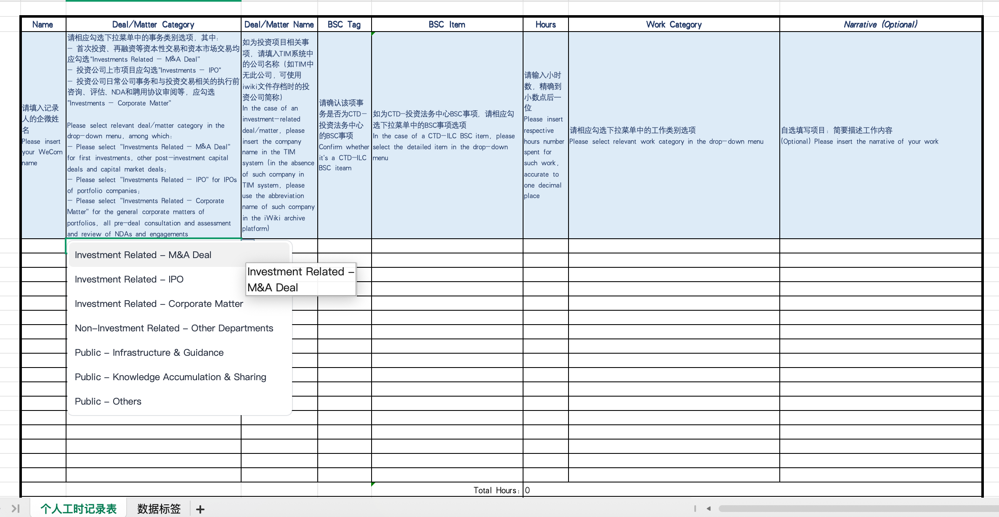 Name
Deal/Matter Category
Deal/Matter Name
BSC Tag
BSC Item
Hours
Work Category
Narrative (Optional)
请填入记录
人的企微姓
名
Please insert
your WeCom
name
请相应勾选下拉菜单中的事务类别选项，其中：
- 首次投资、再融资等资本性交易和资本市场交易均
应勾选“Investments Related - M&A Deal"
- 投资公司上市项目应勾选"Investments - IPO“
- 投资公司日常公司事务和与投资交易相关的执行前
咨询、评估、NDA和聘用协议审阅等，应勾选
"Investments - Corporate Matter"
Please select relevant deal/matter category in the
drop-down menu, among which:
- Please select "Investments Related - M&A Deal"
for first investments, other post-investment capital
deals and capital market deals;
- Please select "Investments Related - IPO" for IPOs
of portfolio companies;
- Please select "Investments Related - Corporate
Matter" for the general corporate matters of
portfolios, all pre-deal consultation and assessment
and review of NDAs and engagements
如为投资项目相关事
项，请填入TIM系统中
的公司名称（如TIM中
无此公司，可使用
iwiki文件存档时的投
资公司简称）
In the case of an
investment-related
deal/matter, please
insert the company
name in the TIM
system (in the absence
of such company in
TIM system, please
use the abbreviation
name of such company
in the iWiki archive
platform)
请确认该项事
务是否为CTD-
投资法务中心
的BSC事项
Confirm whether
it's a CTD-ILC
BSC iteam
如为CTD-投资法务中心BSC事项，请相应勾
选下拉菜单中的BSC事项选项
In the case of a CTD-ILC BSC item, please
select the detailed item in the drop-down
menu
请输入小时
数，精确到
小数点后一
位
Please insert
respective
hours number
spent for
such work,
accurate to
one decimal
place
请相应勾选下拉菜单中的工作类别选项
Please select relevant work category in the drop-down menu
自选填写项目：简要描述工作内容
(Optional) Please insert the narrative of your work
Investment Related – M&A Deal
Investment Related – IPO
Investment Related – Corporate Matter
Non-Investment Related – Other Departments
Public – Infrastructure & Guidance
Public – Knowledge Accumulation & Sharing
Public – Others
Investment Related –
M&A Deal
Total Hours: 0
个人工时记录表
数据标签
+